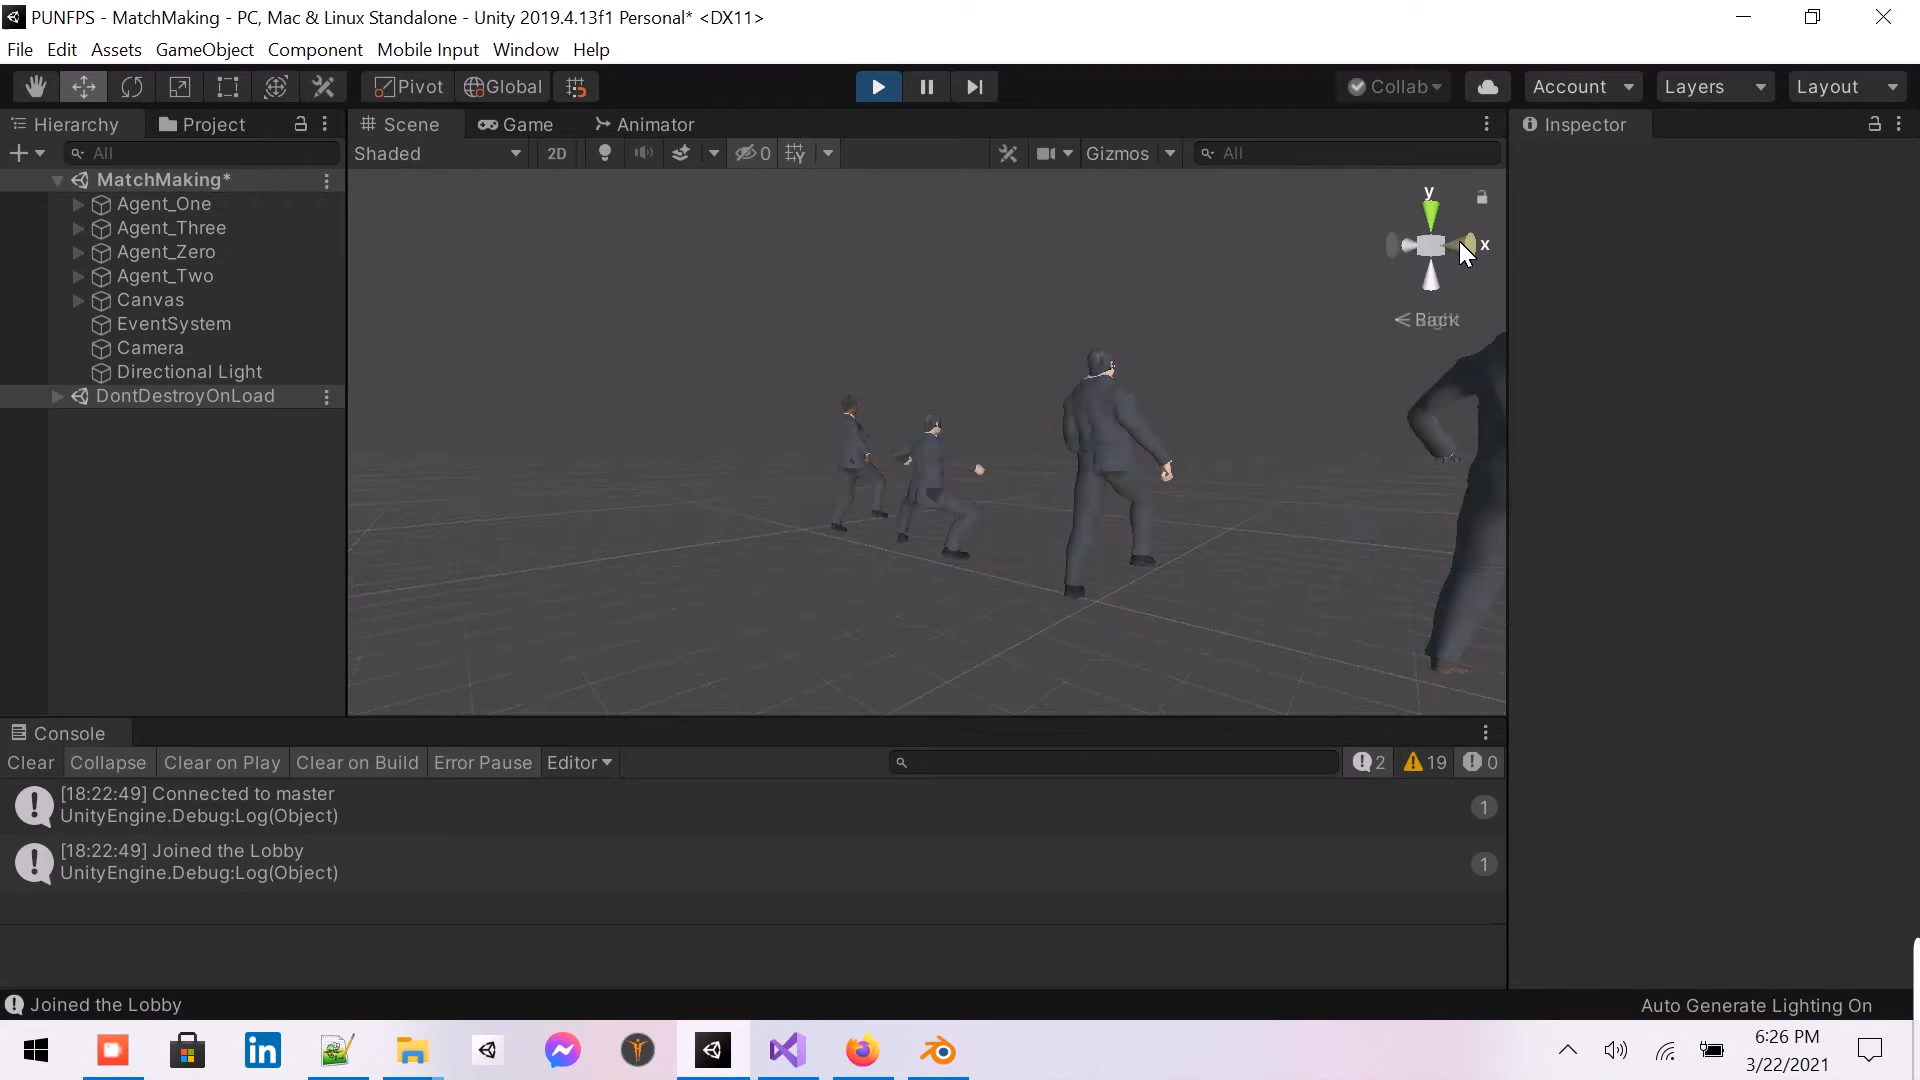 PUNFPS - MatchMaking - PC, Mac & Linux Standalone - Unity 2019.4.13f1 Personal* <DX11>
File Edit Assets GameObject Component Mobile Input Window Help
Pivot Global Collab Account Layers Layout
Hierarchy Project Scene Game Animator Inspector
All Shaded 2D 0 Gizmos All
MatchMaking*
Agent_One
Agent_Three
Agent_Zero
Agent_Two
Canvas
EventSystem
Camera
Directional Light
DontDestroyOnLoad
y
x
Back
Console
Clear Collapse Clear on Play Clear on Build Error Pause Editor 2 19 0
[18:22:49] Connected to master
UnityEngine.Debug:Log(Object) 1
[18:22:49] Joined the Lobby
UnityEngine.Debug:Log(Object) 1
Joined the Lobby Auto Generate Lighting On
6:26 PM
3/22/2021